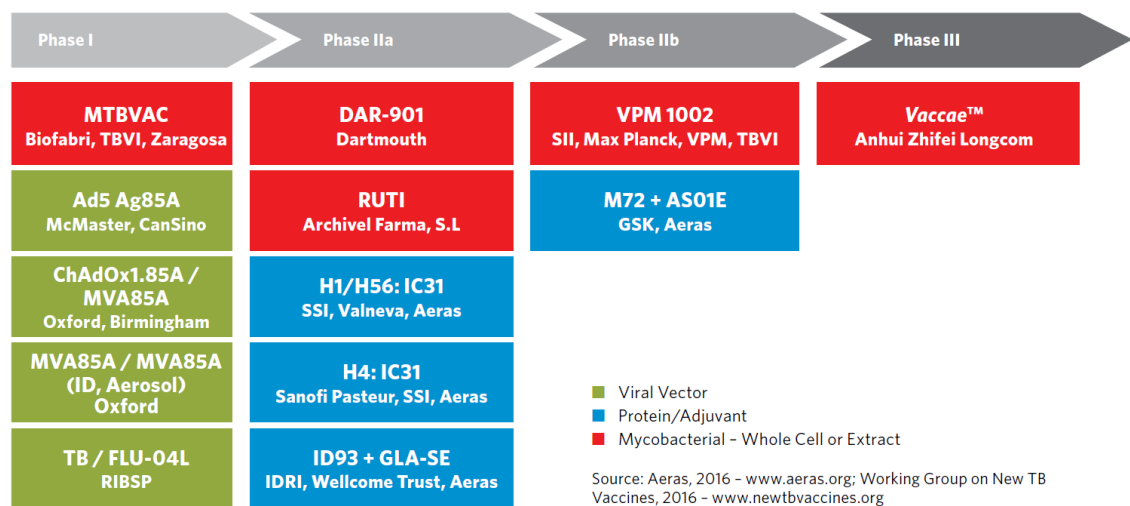 Phase I
Phase IIa
Phase IIb
Phase III
MTBVAC
Biofabri, TBVI, Zaragosa
DAR-901
Dartmouth
VPM 1002
SII, Max Planck, VPM, TBVI
Vaccae™
Anhui Zhifei Longcom
Ad5 Ag85A
McMaster, CanSino
RUTI
Archivel Farma, S.L
M72 + AS01E
GSK, Aeras
ChAdOx1.85A /
MVA85A
Oxford, Birmingham
H1/H56: IC31
SSI, Valneva, Aeras
MVA85A / MVA85A
(ID, Aerosol)
Oxford
H4: IC31
Sanofi Pasteur, SSI, Aeras
TB / FLU-04L
RIBSP
ID93 + GLA-SE
IDRI, Wellcome Trust, Aeras
Viral Vector
Protein/Adjuvant
Mycobacterial – Whole Cell or Extract
Source: Aeras, 2016 – www.aeras.org; Working Group on New TB
Vaccines, 2016 – www.newtbvaccines.org